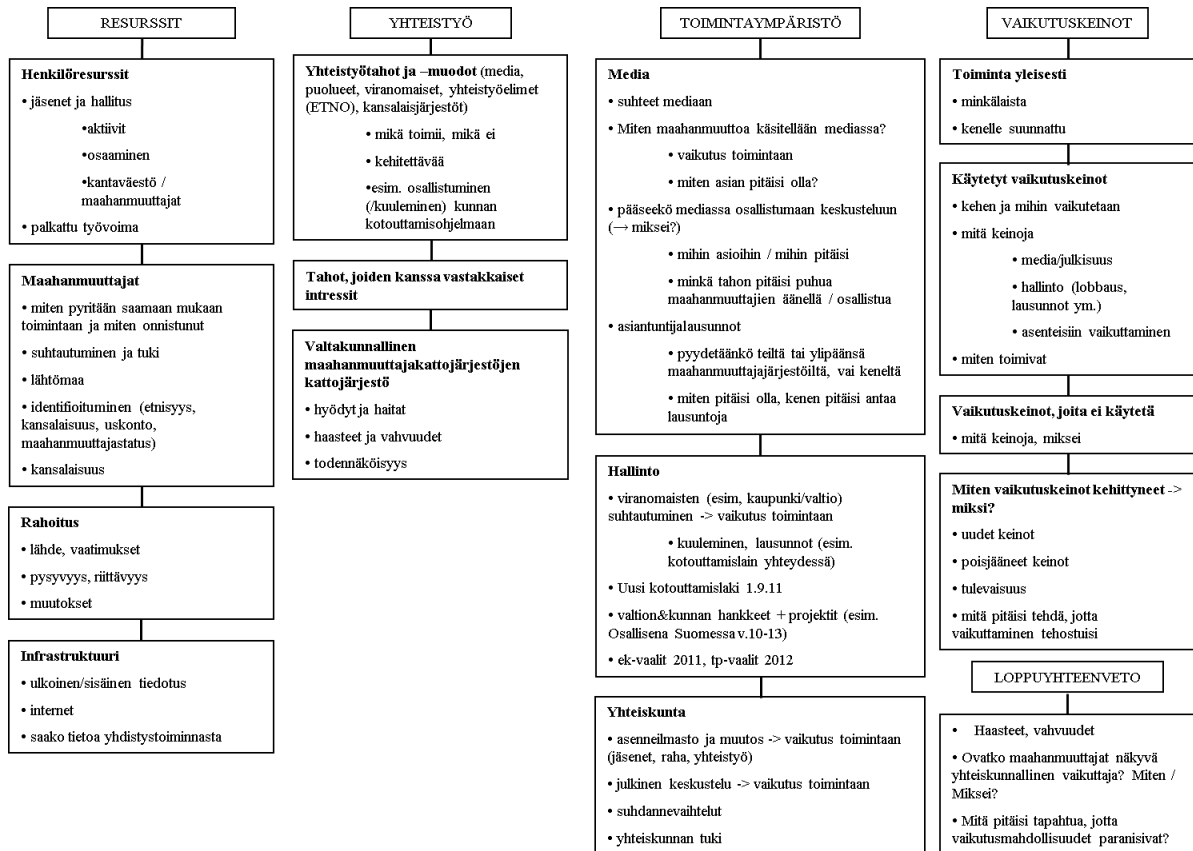 RESURSSIT
Henkilöresurssit
• jäsenet ja hallitus
•aktiivit
•osaaminen
•kantaväestö /
maahanmuuttajat
• palkattu työvoima
Maahanmuuttajat
• miten pyritään saamaan mukaan
toimintaan ja miten onnistunut
• suhtautuminen ja tuki
• lähtömaa
• identifioituminen (etnisyys,
kansalaisuus, uskonto,
maahanmuuttajastatus)
• kansalaisuus
Rahoitus
• lähde, vaatimukset
• pysyvyys, riittävyys
• muutokset
Infrastruktuuri
• ulkoinen/sisäinen tiedotus
• internet
• saako tietoa yhdistystoiminnasta
YHTEISTYÖ
Yhteistyötahot ja –muodot (media,
puolueet, viranomaiset, yhteistyöelimet
(ETNO), kansalaisjärjestöt)
• mikä toimii, mikä ei
• kehitettävää
• esim. osallistuminen
(/kuuleminen) kunnan
kotouttamisohjelmaan
Tahot, joiden kanssa vastakkaiset
intressit
Valtakunnallinen
maahanmuuttajakattojärjestöjen
kattojärjestö
• hyödyt ja haitat
• haasteet ja vahvuudet
• todennäköisyys
TOIMINTAYMPÄRISTÖ
Media
• suhteet mediaan
• Miten maahanmuuttoa käsitellään mediassa?
• vaikutus toimintaan
• miten asian pitäisi olla?
• pääseekö mediassa osallistumaan keskusteluun
(→ miksei?)
• mihin asioihin / mihin pitäisi
• minkä tahon pitäisi puhua
maahanmuuttajien äänellä / osallistua
• asiantuntijalausunnot
• pyydetäänkö teiltä tai ylipäänsä
maahanmuuttajajärjestöiltä, vai keneltä
• miten pitäisi olla, kenen pitäisi antaa
lausuntoja
Hallinto
• viranomaisten (esim, kaupunki/valtio)
suhtautuminen -> vaikutus toimintaan
• kuuleminen, lausunnot (esim.
kotouttamislain yhteydessä)
• Uusi kotouttamislaki 1.9.11
• valtion&kunnan hankkeet + projektit (esim.
Osallisena Suomessa v.10-13)
• ek-vaalit 2011, tp-vaalit 2012
Yhteiskunta
• asenneilmasto ja muutos -> vaikutus toimintaan
(jäsenet, raha, yhteistyö)
• julkinen keskustelu -> vaikutus toimintaan
• suhdannevaihtelut
• yhteiskunnan tuki
VAIKUTUSKEINOT
Toiminta yleisesti
• minkälaista
• kenelle suunnattu
Käytetyt vaikutuskeinot
• kehen ja mihin vaikutetaan
• mitä keinoja
• media/julkisuus
• hallinto (lobbaus,
lausunnot ym.)
• asenteisiin vaikuttaminen
• miten toimivat
Vaikutuskeinot, joita ei käytetä
• mitä keinoja, miksei
Miten vaikutuskeinot kehittyneet ->
miksi?
• uudet keinot
• poisjääneet keinot
• tulevaisuus
• mitä pitäisi tehdä, jotta
vaikuttaminen tehostuisi
LOPPUYHTEENVETO
• Haasteet, vahvuudet
• Ovatko maahanmuuttajat näkyvä
yhteiskunnallinen vaikuttaja? Miten /
Miksei?
• Mitä pitäisi tapahtua, jotta
vaikutusmahdollisuudet paranisivat?